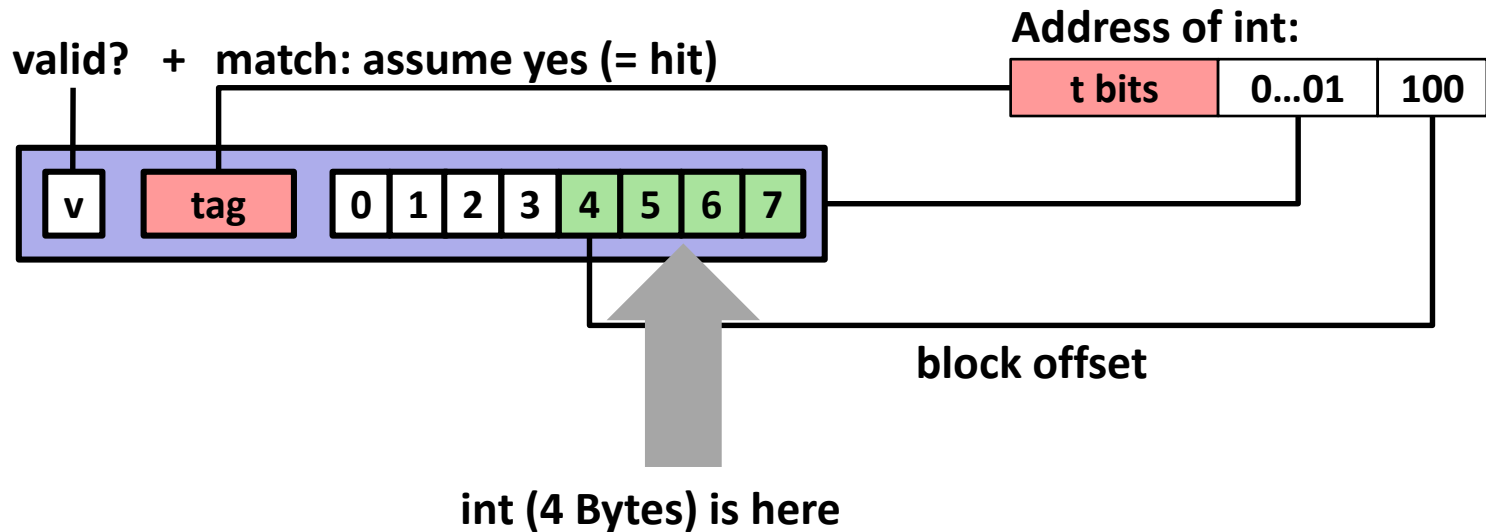 Address of int:
valid? + match: assume yes (= hit)
t bits 0...01 100
v tag 0 1 2 3 4 5 6 7
block offset
int (4 Bytes) is here